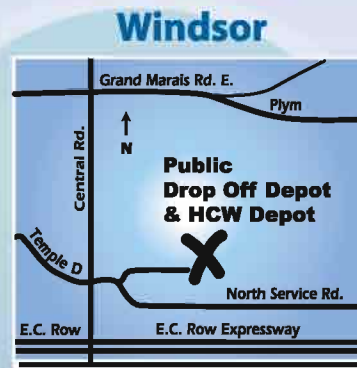 Windsor
Grand Marais Rd. E.
Plym
Central Rd.
N
Public
Drop Off Depot
& HCW Depot
Temple D
North Service Rd.
E.C. Row
E.C. Row Expressway